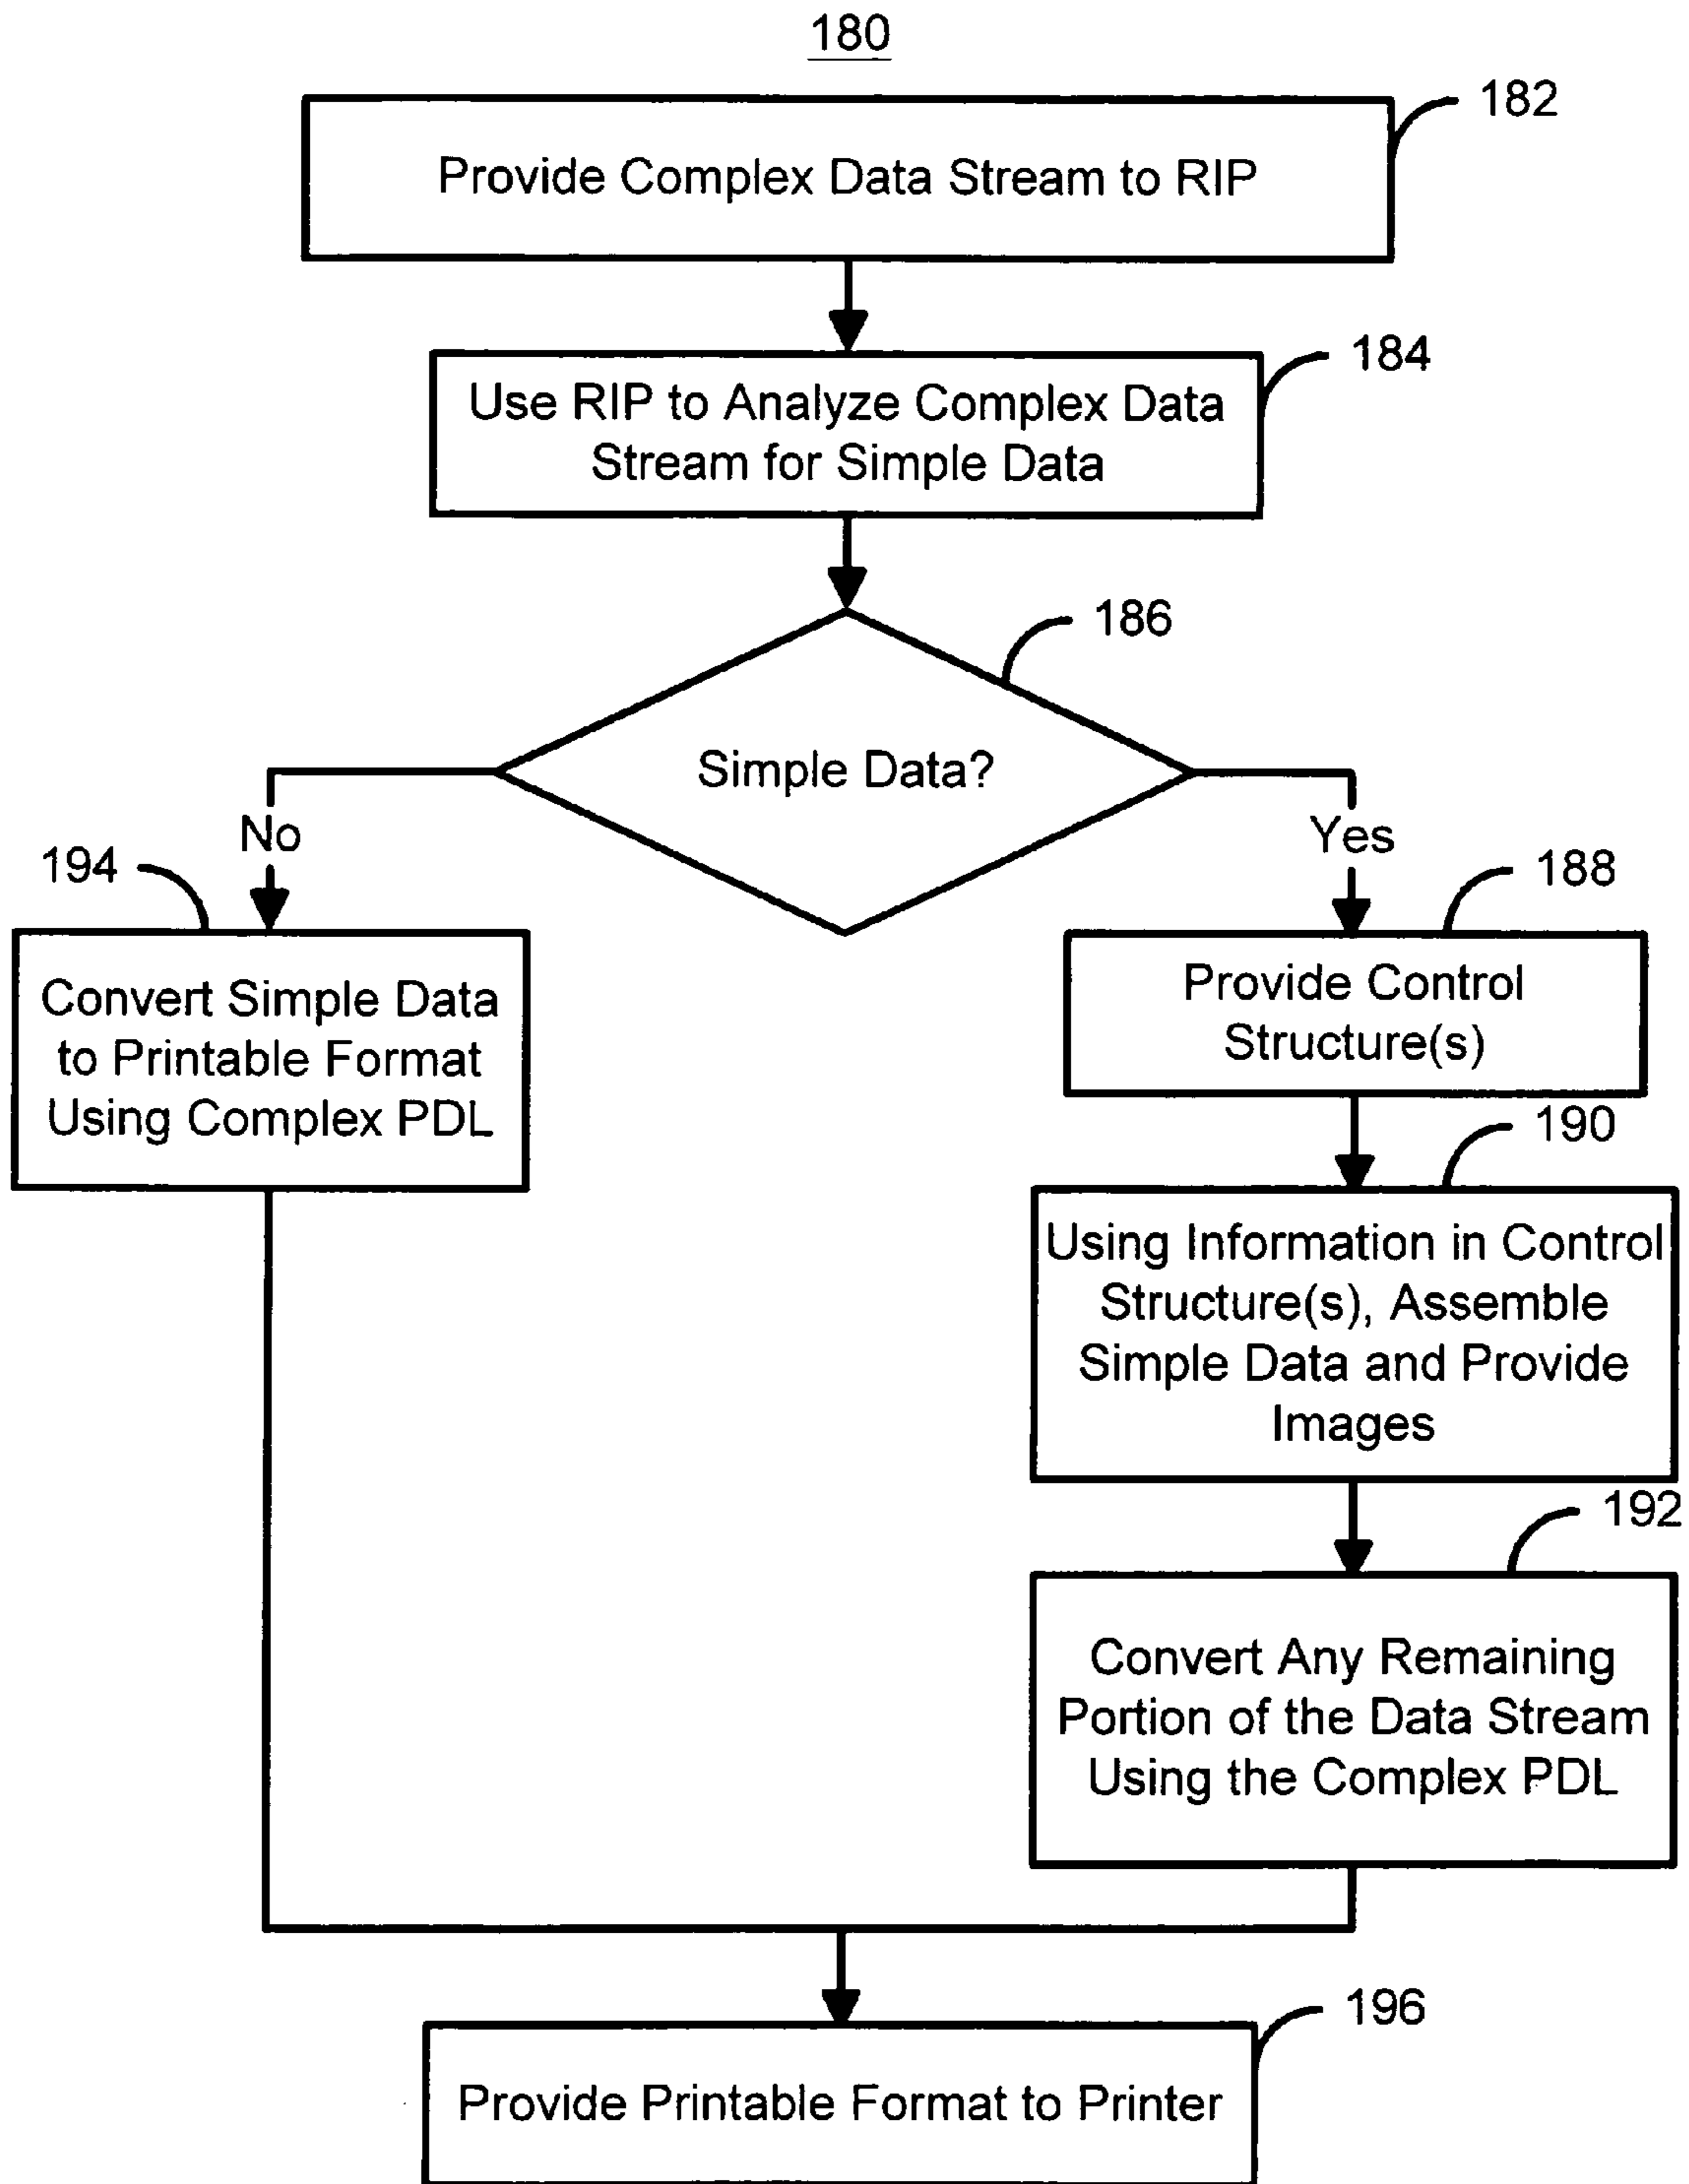 180
182
Provide Complex Data Stream to RIP
184
Use RIP to Analyze Complex Data
Stream for Simple Data
186
Simple Data?
No
Yes
194
188
Convert Simple Data
to Printable Format
Using Complex PDL
Provide Control
Structure(s)
190
Using Information in Control
Structure(s), Assemble
Simple Data and Provide
Images
192
Convert Any Remaining
Portion of the Data Stream
Using the Complex PDL
196
Provide Printable Format to Printer